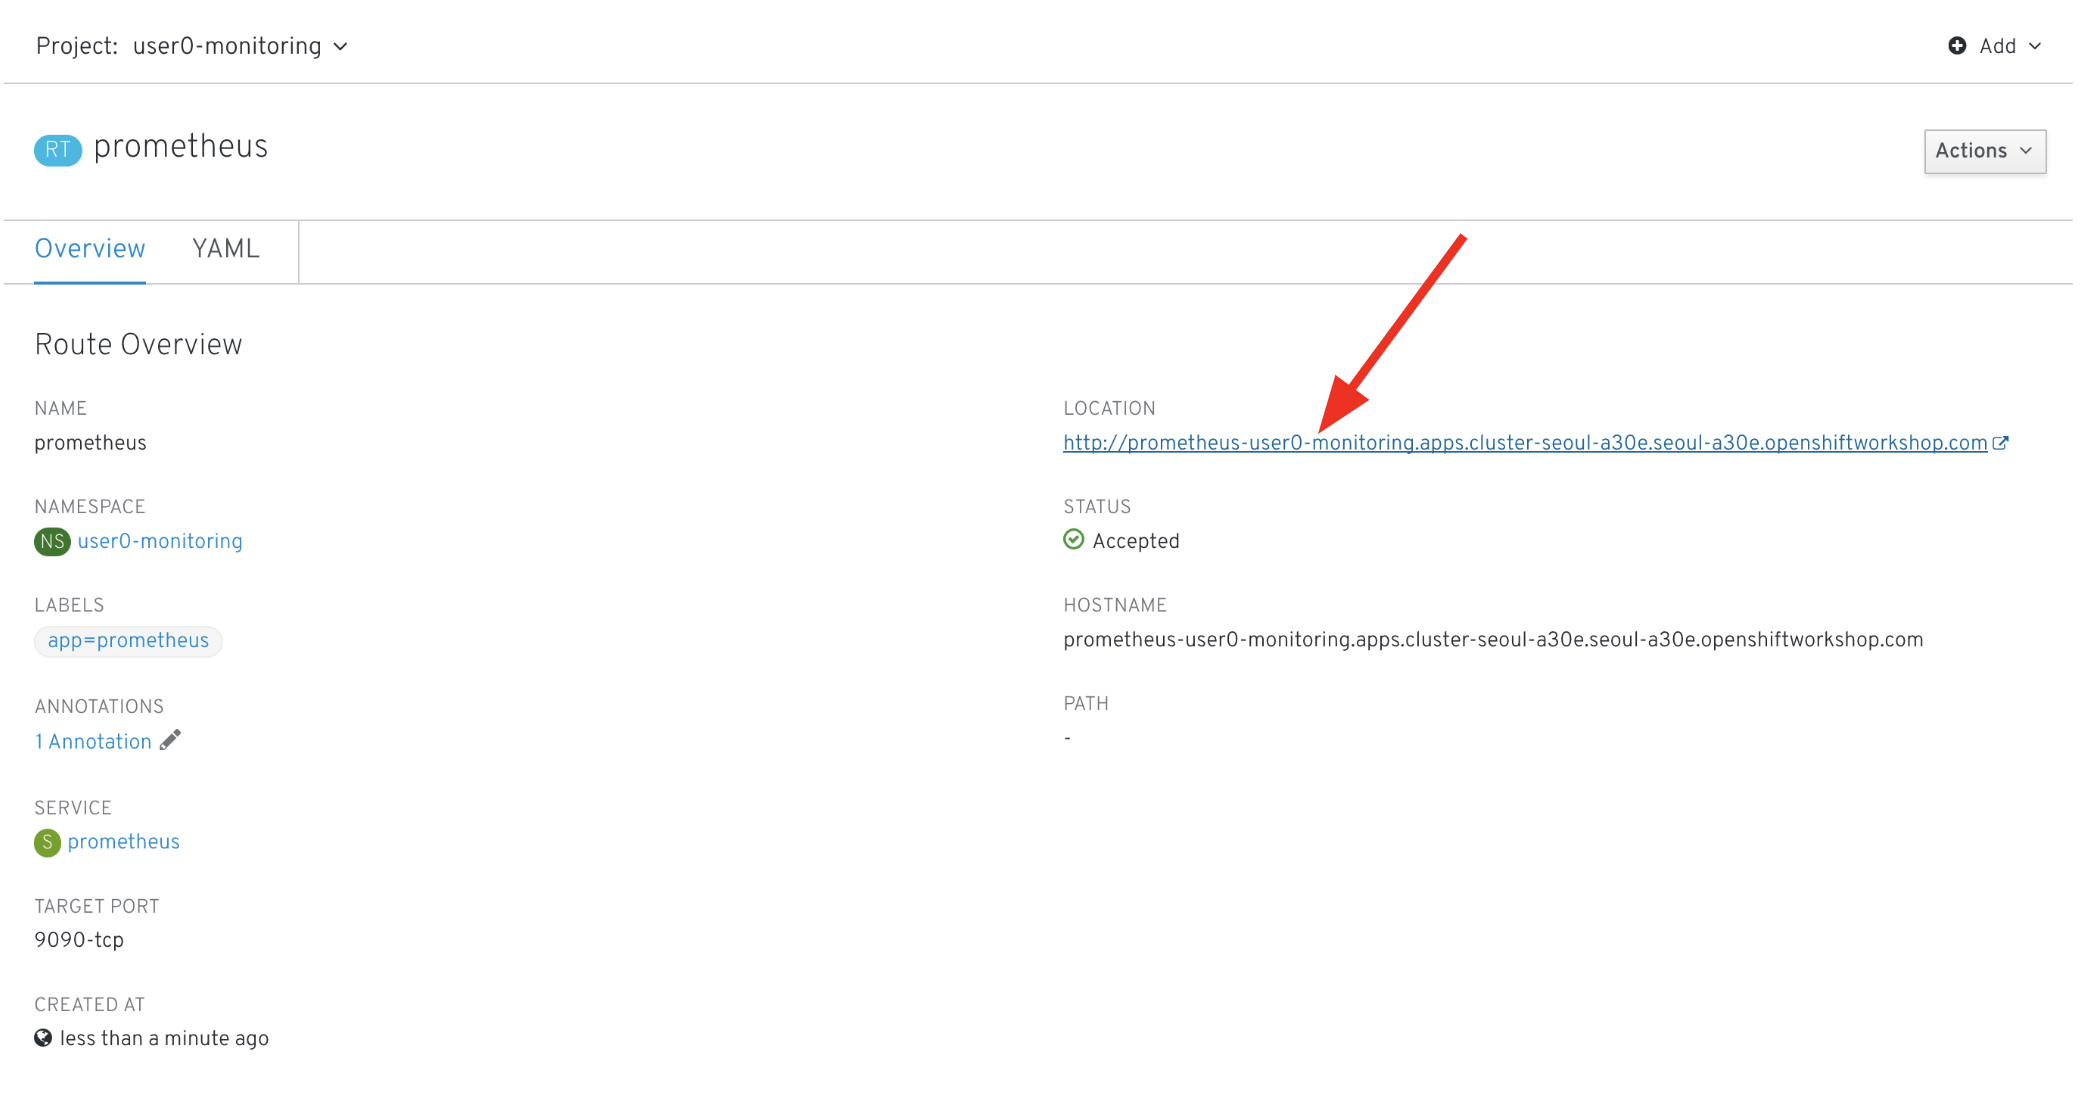 Project: user0-monitoring
Add
RT prometheus
Actions
Overview YAML
Route Overview
NAME
prometheus
NAMESPACE
NS user0-monitoring
LABELS
app=prometheus
ANNOTATIONS
1 Annotation
SERVICE
S prometheus
TARGET PORT
9090-tcp
CREATED AT
less than a minute ago
LOCATION
http://prometheus-user0-monitoring.apps.cluster-seoul-a30e.seoul-a30e.openshiftworkshop.com
STATUS
Accepted
HOSTNAME
prometheus-user0-monitoring.apps.cluster-seoul-a30e.seoul-a30e.openshiftworkshop.com
PATH
-